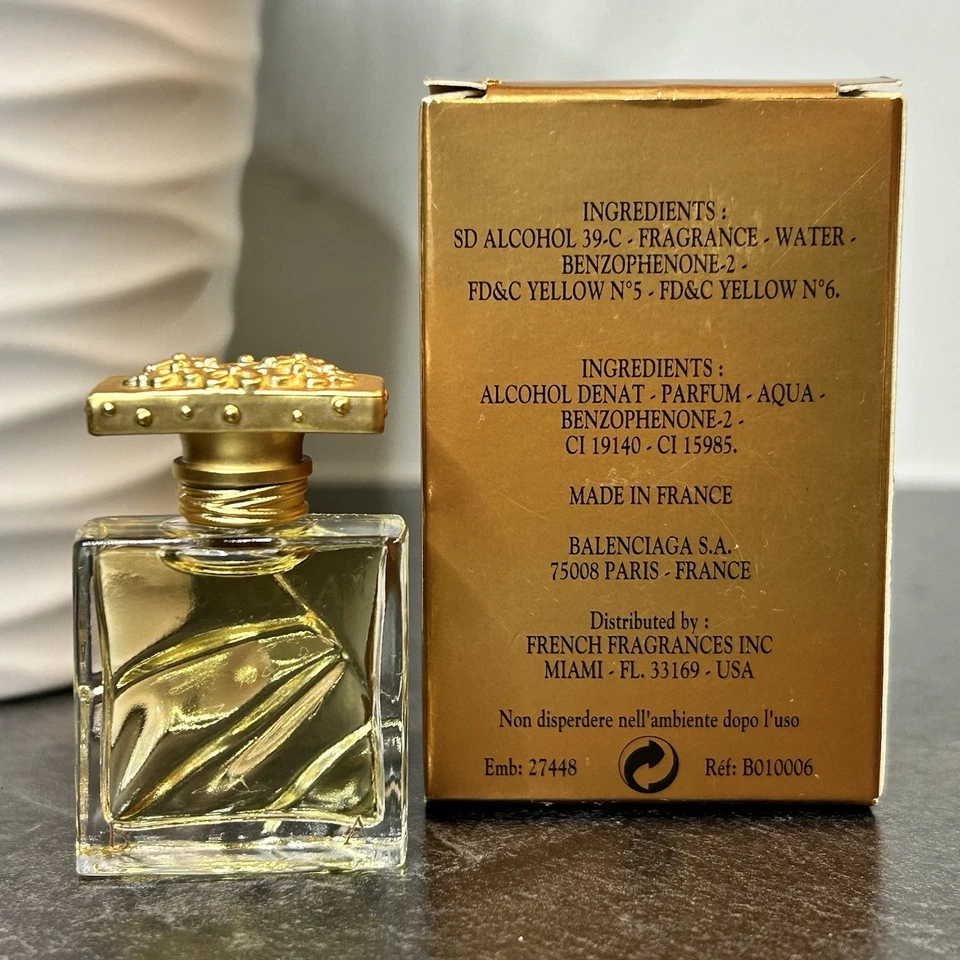 INGREDIENTS :
SD ALCOHOL 39-C - FRAGRANCE - WATER -
BENZOPHENONE-2 -
FD&C YELLOW N°5 - FD&C YELLOW N°6.
INGREDIENTS :
ALCOHOL DENAT - PARFUM - AQUA -
BENZOPHENONE-2 -
CI 19140 - CI 15985.
MADE IN FRANCE
BALENCIAGA S.A.
75008 PARIS - FRANCE
Distributed by :
FRENCH FRAGRANCES INC
MIAMI - FL. 33169 - USA
Non disperdere nell'ambiente dopo l'uso
Emb: 27448 Réf: B010006